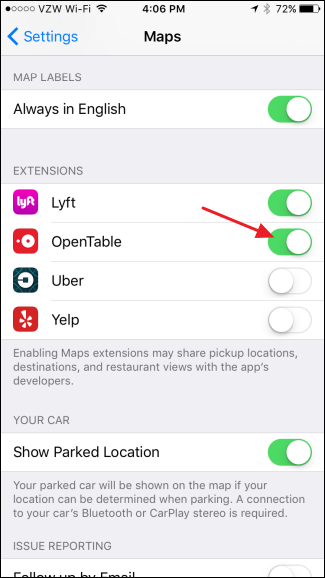 VZW Wi-Fi 4:06 PM 72%
Settings Maps
MAP LABELS
Always in English
EXTENSIONS
lyft Lyft
OpenTable
Uber
Yelp
Enabling Maps extensions may share pickup locations,
destinations, and restaurant views with the app's
developers.
YOUR CAR
Show Parked Location
Your parked car will be shown on the map if your
location can be determined when parking. A connection
to your car's Bluetooth or CarPlay stereo is required.
ISSUE REPORTING
Follow up by Email